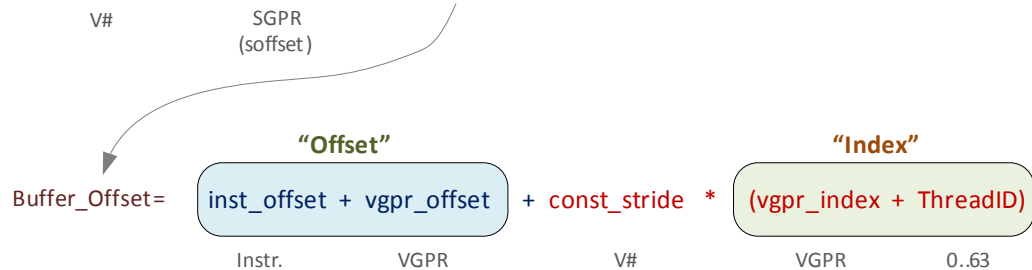 V# SGPR
(soffset)
“Offset” “Index”
Buffer_Offset= inst_offset + vgpr_offset + const_stride * (vgpr_index + ThreadID)
Instr. VGPR V# VGPR 0..63